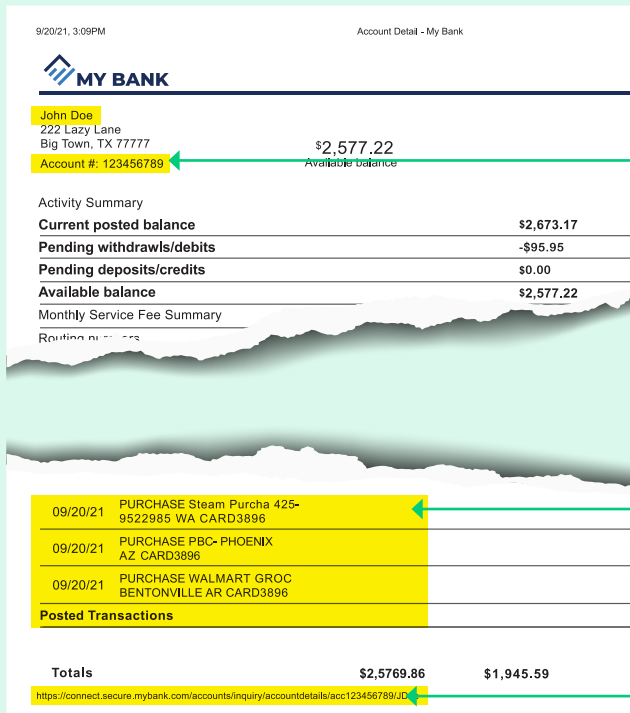 9/20/21, 3:09PM Account Detail - My Bank
MY BANK
John Doe
222 Lazy Lane
Big Town, TX 77777
Account #: 123456789
$2,577.22
Available balance
Activity Summary
Current posted balance $2,673.17
Pending withdrawls/debits -$95.95
Pending deposits/credits $0.00
Available balance $2,577.22
Monthly Service Fee Summary
Routing
09/20/21 PURCHASE Steam Purcha 425-
9522985 WA CARD3896
09/20/21 PURCHASE PBC- PHOENIX
AZ CARD3896
09/20/21 PURCHASE WALMART GROC
BENTONVILLE AR CARD3896
Posted Transactions
Totals $2,5769.86 $1,945.59
https://connect.secure.mybank.com/accounts/inquiry/accountdetails/acc123456789/JD